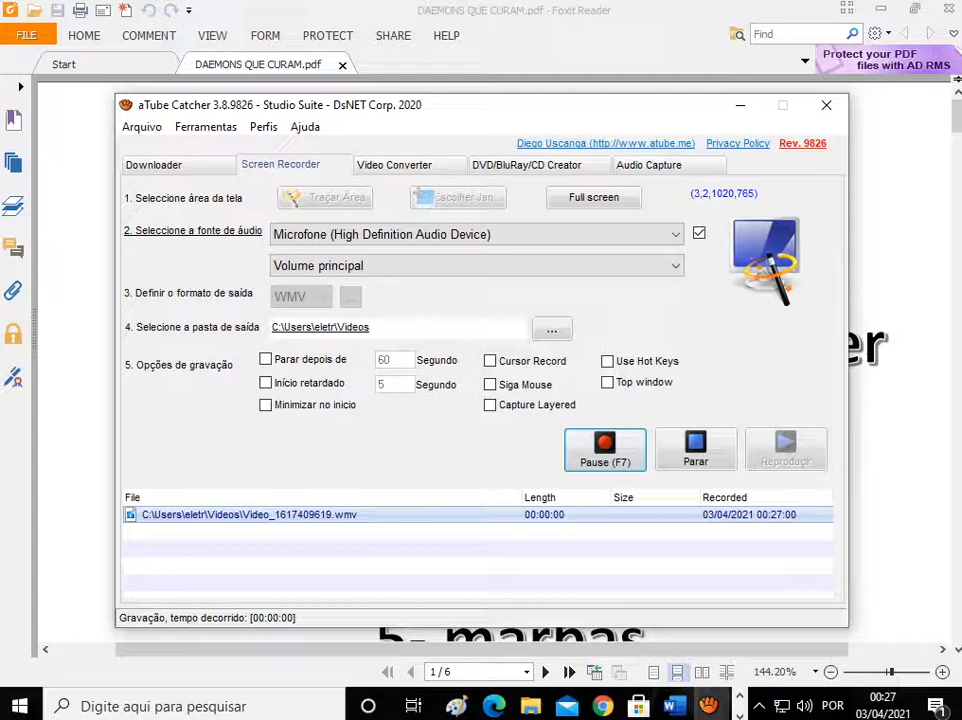 DAEMONS QUE CURAM.pdf - Foxit Reader
FILE HOME COMMENT VIEW FORM PROTECT SHARE HELP Find
Start DAEMONS QUE CURAM.pdf
Protect your PDF
files with AD RMS
aTube Catcher 3.8.9826 - Studio Suite - DsNET Corp, 2020
Arquivo Ferramentas Perfis Ajuda
Diego Uscanga (http://www.atube.me) Privacy Policy Rev. 9826
Downloader Screen Recorder Video Converter DVD/BluRay/CD Creator Audio Capture
1. Seleccione área da tela Traçar Área Escolher Jan Full screen (3,2,1020,765)
2. Seleccione a fonte de áudio Microfone (High Definition Audio Device)
Volume principal
3. Definir o formato de saída WMV ...
4. Selecione a pasta de saída C:\Users\eletr\Videos ...
5. Opções de gravação
Parar depois de 60 Segundo Cursor Record Use Hot Keys
Início retardado 5 Segundo Siga Mouse Top window
Minimizar no inicio Capture Layered
er
Pause (F7) Parar Reproduçir
File Length Size Recorded
C:\Users\eletr\Videos\Video_1617409619.wmv 00:00:00 03/04/2021 00:27:00
Gravação, tempo decorrido: [00:00:00]
5- marbas
1 / 6 144.20%
Digite aqui para pesquisar POR 00:27
03/04/2021 1